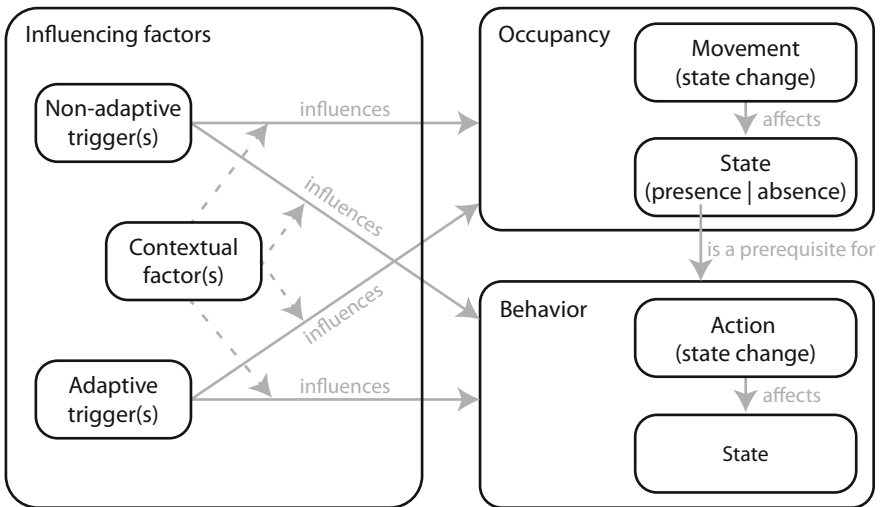 Influencing factors
Non-adaptive
trigger(s)
Contextual
factor(s)
Adaptive
trigger(s)
influences
influences
influences
influences
Occupancy
Movement
(state change)
affects
State
(presence | absence)
is a prerequisite for
Behavior
Action
(state change)
affects
State